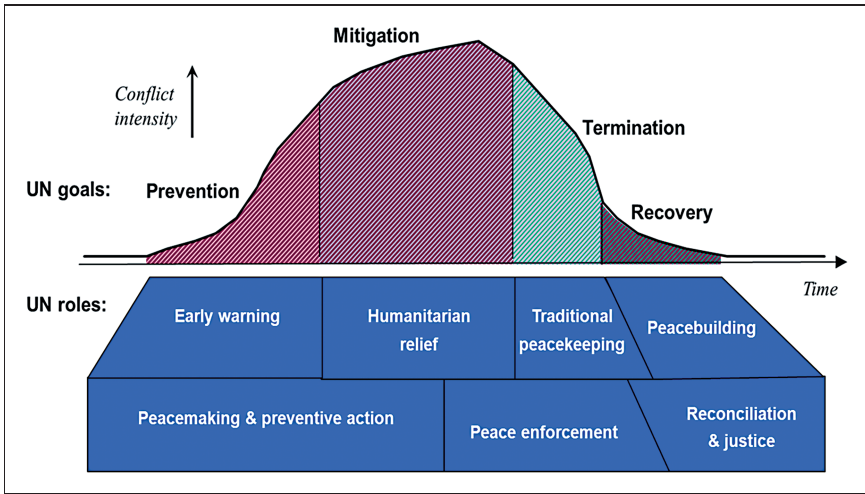 Mitigation
Conflict
intensity
Termination
UN goals:
Prevention
Recovery
Time
UN roles:
Early warning
Humanitarian
relief
Traditional
peacekeeping
Peacebuilding
Peacemaking & preventive action
Peace enforcement
Reconciliation
& justice